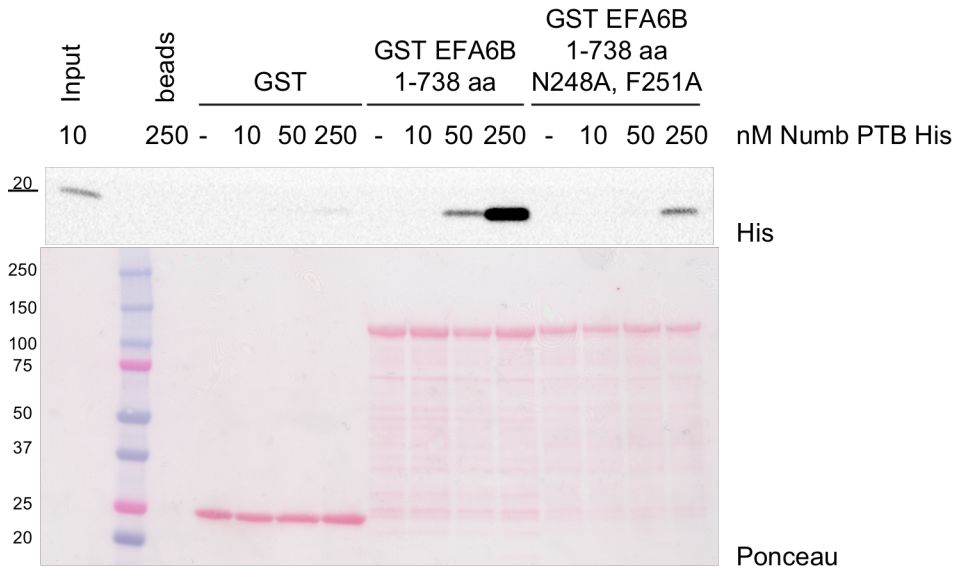 Input
beads
GST
GST EFA6B
1-738 aa
GST EFA6B
1-738 aa
N248A, F251A
10 250 - 10 50 250 - 10 50 250 - 10 50 250 nM Numb PTB His
20
His
250
150
100
75
50
37
25
20
Ponceau